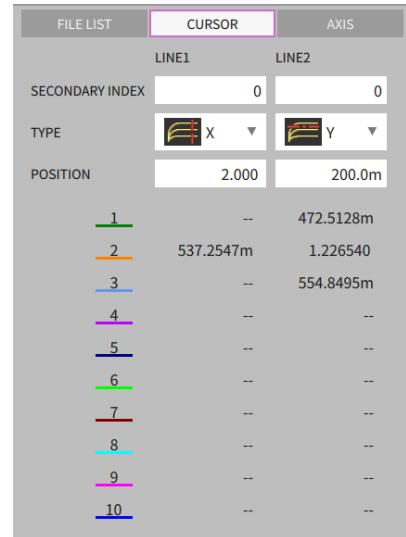 FILE LIST CURSOR AXIS
LINE1 LINE2
SECONDARY INDEX 0 0
TYPE X Y
POSITION 2.000 200.0m
1 -- 472.5128m
2 537.2547m 1.226540
3 -- 554.8495m
4 -- --
5 -- --
6 -- --
7 -- --
8 -- --
9 -- --
10 -- --